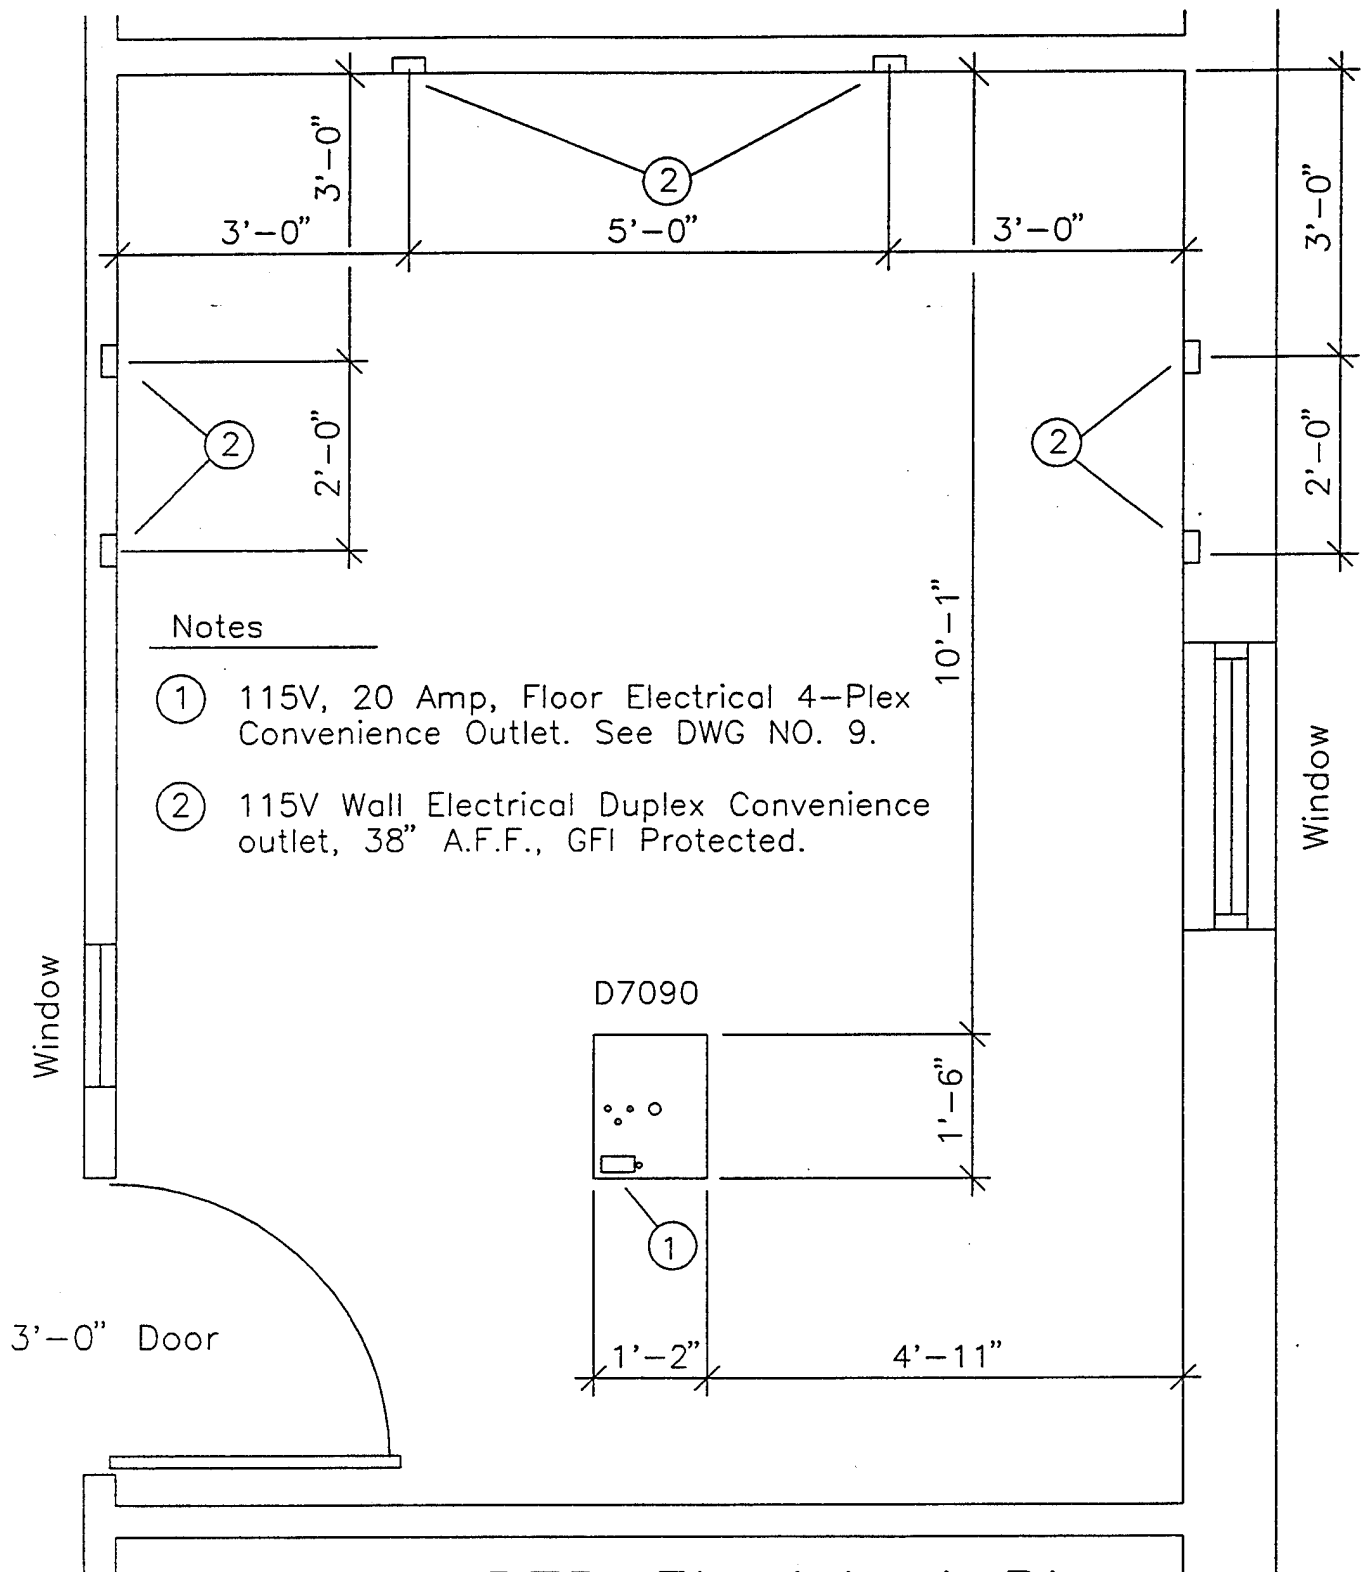 3'-0"
2
3'-0"
3'-0"
5'-0"
3'-0"
2
2'-0"
2
2'-0"
Notes
10'-1"
1 115V, 20 Amp, Floor Electrical 4-Plex
Convenience Outlet. See DWG NO. 9.
2 115V Wall Electrical Duplex Convenience
outlet, 38" A.F.F., GFI Protected.
Window
Window
D7090
1'-6"
1
3'-0" Door
1'-2"
4'-11"